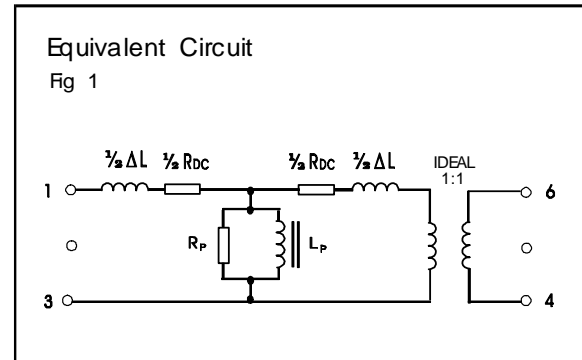 Equivalent Circuit
Fig 1
½ ΔL ½ RDC ½ RDC ½ ΔL IDEAL
1:1
1 6
RP LP
3 4